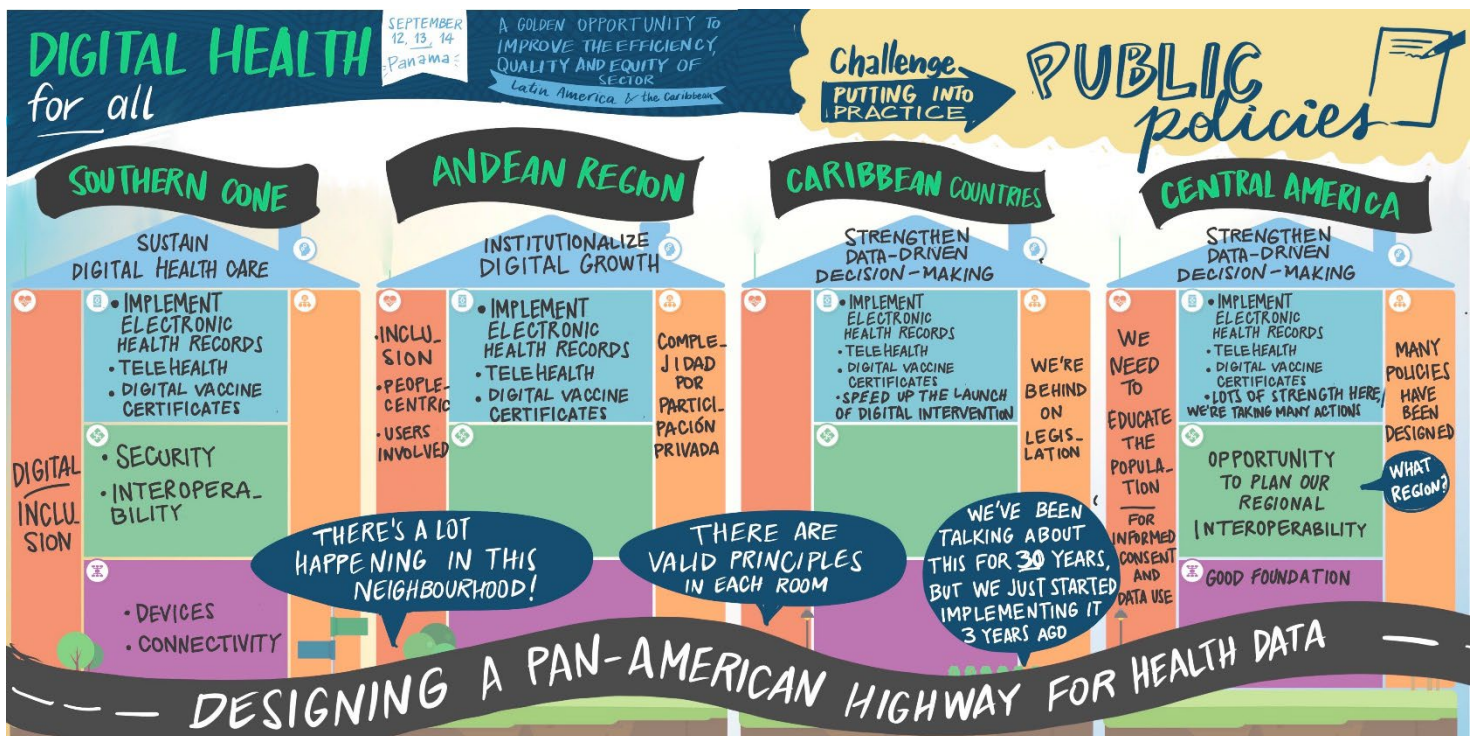 DIGITAL HEALTH
for all
SEPTEMBER
12, 13, 14
Panama
A GOLDEN OPPORTUNITY TO
IMPROVE THE EFFICIENCY,
QUALITY AND EQUITY OF
SECTOR
Latin America & the Caribbean
Challenge
PUTTING INTO
PRACTICE
PUBLIC
policies
SOUTHERN CONE
SUSTAIN
DIGITAL HEALTH CARE
• IMPLEMENT
ELECTRONIC
HEALTH RECORDS
• TELEHEALTH
• DIGITAL VACCINE
CERTIFICATES
DIGITAL
INCLU_
SION
• SECURITY
• INTEROPERA_
BILITY
• DEVICES
• CONNECTIVITY
ANDEAN REGION
INSTITUTIONALIZE
DIGITAL GROWTH
• INCLU_
SION
• PEOPLE-
CENTRIC
• USERS
INVOLVED
• IMPLEMENT
ELECTRONIC
HEALTH RECORDS
• TELEHEALTH
• DIGITAL VACCINE
CERTIFICATES
COMPLE_
JIDAD
POR
PARTICI-
PACIÓN
PRIVADA
THERE'S A LOT
HAPPENING IN THIS
NEIGHBOURHOOD!
CARIBBEAN COUNTRIES
STRENGTHEN
DATA-DRIVEN
DECISION-MAKING
• IMPLEMENT
ELECTRONIC
HEALTH RECORDS
• TELEHEALTH
• DIGITAL VACCINE
CERTIFICATES
• SPEED UP THE LAUNCH
OF DIGITAL INTERVENTION
WE'RE
BEHIND
ON
LEGIS_
LATION
THERE ARE
VALID PRINCIPLES
IN EACH ROOM
WE'VE BEEN
TALKING ABOUT
THIS FOR 30 YEARS,
BUT WE JUST STARTED
IMPLEMENTING IT
3 YEARS AGO
CENTRAL AMERICA
STRENGTHEN
DATA-DRIVEN
DECISION-MAKING
WE
NEED
TO
EDUCATE
THE
POPULA_
TION
FOR
INFORMED
CONSENT
AND
DATA USE
• IMPLEMENT
ELECTRONIC
HEALTH RECORDS
• TELEHEALTH
• DIGITAL VACCINE
CERTIFICATES
• LOTS OF STRENGTH HERE,
WE'RE TAKING MANY ACTIONS
OPPORTUNITY
TO PLAN OUR
REGIONAL
INTEROPERABILITY
GOOD FOUNDATION
MANY
POLICIES
HAVE
BEEN
DESIGNED
WHAT
REGION?
DESIGNING A PAN-AMERICAN HIGHWAY FOR HEALTH DATA